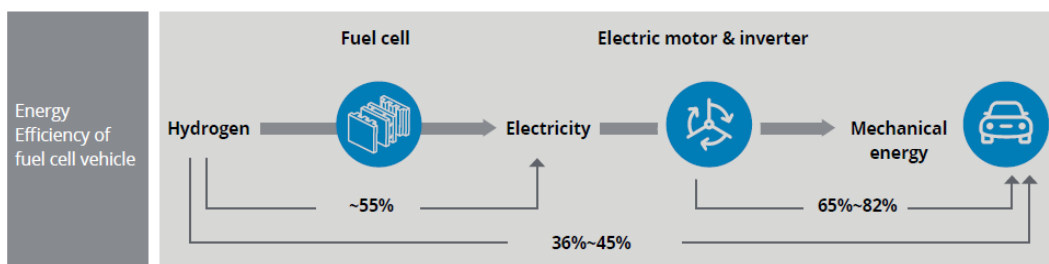 Energy
Efficiency of
fuel cell vehicle
Fuel cell
Electric motor & inverter
Hydrogen
Electricity
Mechanical
energy
~55%
65%~82%
36%~45%